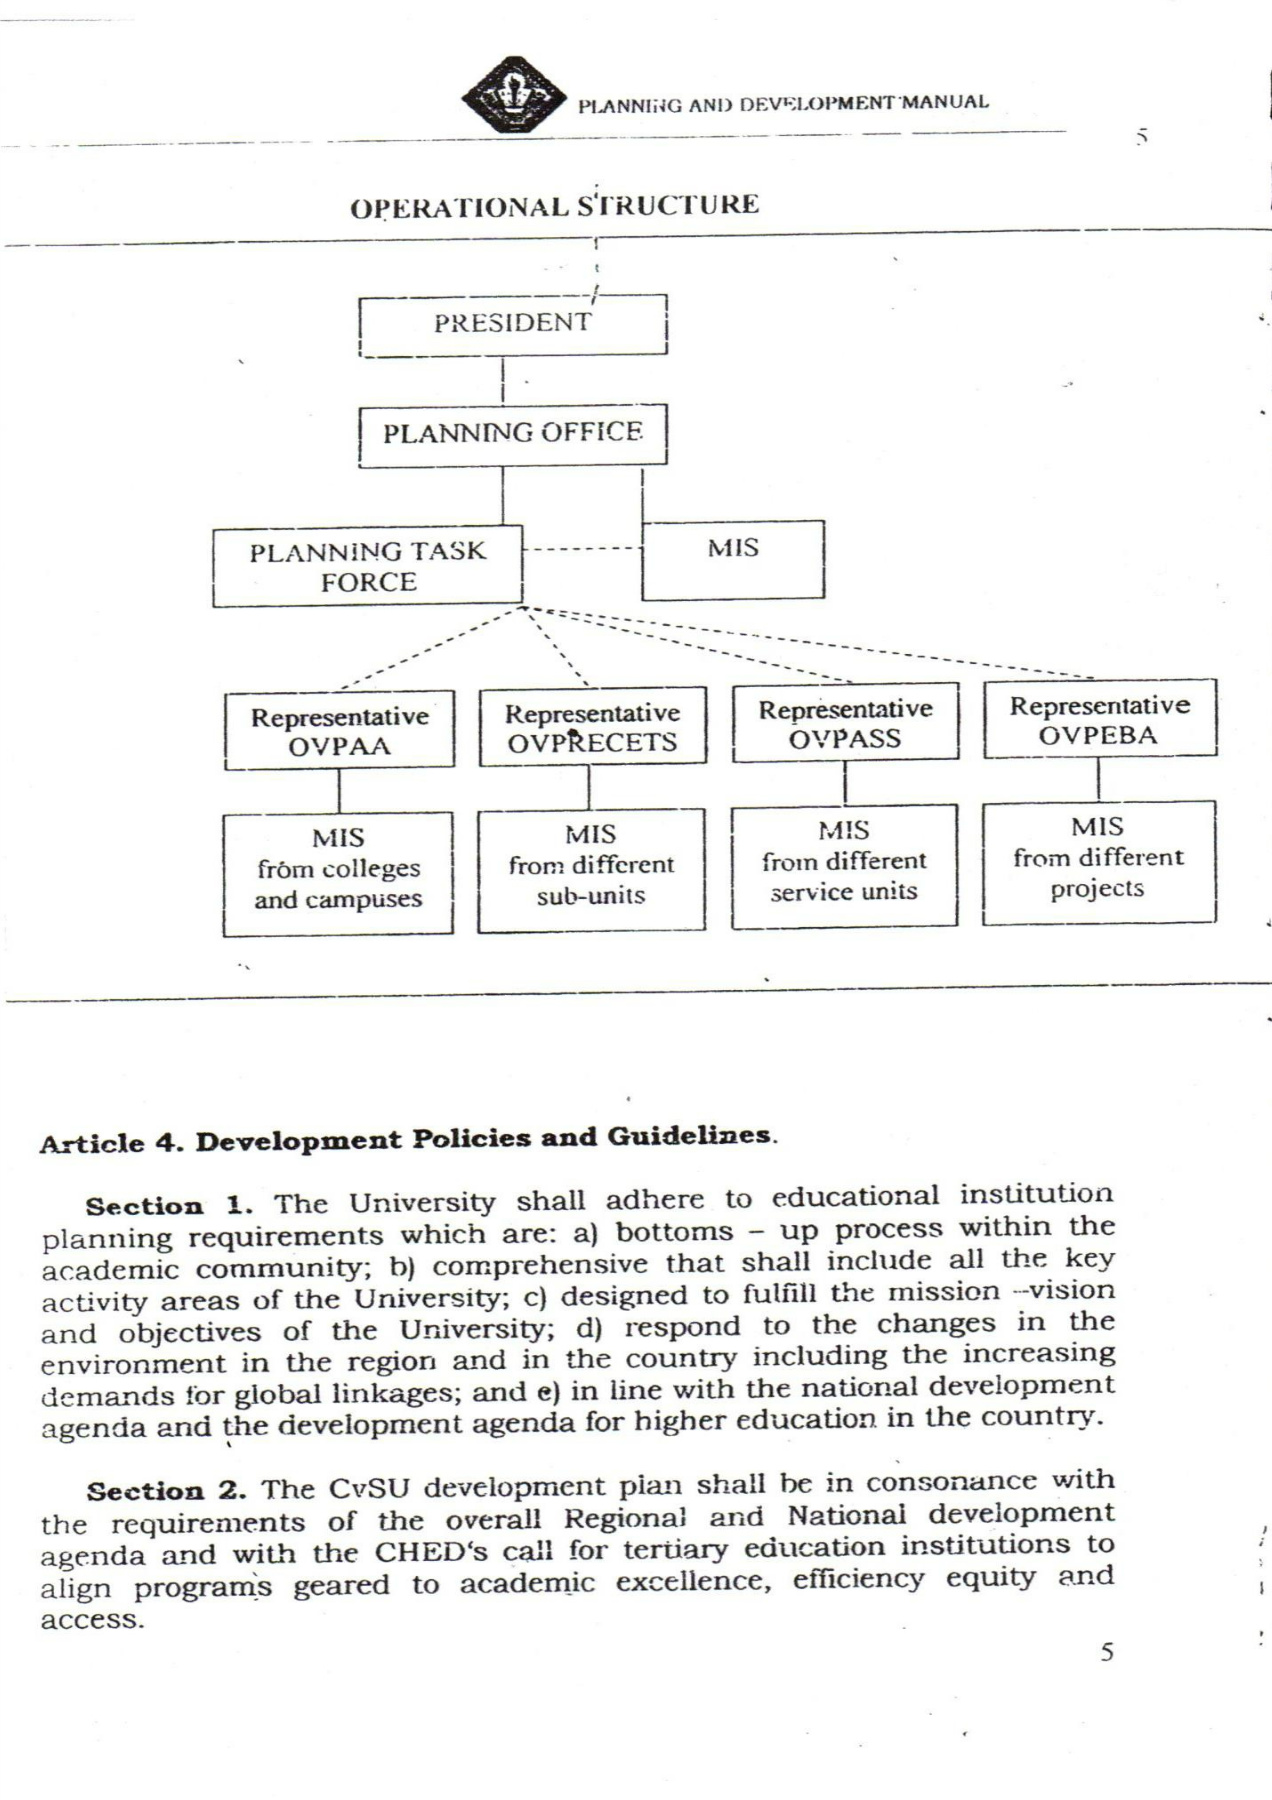 PLANNING AND DEVELOPMENT MANUAL
5
OPERATIONAL STRUCTURE
PRESIDENT
PLANNING OFFICE
PLANNING TASK
FORCE
MIS
Representative
OVPAA
Representative
OVPRECETS
Representative
OVPASS
Representative
OVPEBA
MIS
from colleges
and campuses
MIS
from different
sub-units
MIS
from different
service units
MIS
from different
projects
Article 4. Development Policies and Guidelines.
Section 1. The University shall adhere to educational institution
planning requirements which are: a) bottoms – up process within the
academic community; b) comprehensive that shall include all the key
activity areas of the University; c) designed to fulfill the mission –vision
and objectives of the University; d) respond to the changes in the
environment in the region and in the country including the increasing
demands for global linkages; and e) in line with the national development
agenda and the development agenda for higher education in the country.
Section 2. The CvSU development plan shall be in consonance with
the requirements of the overall Regional and National development
agenda and with the CHED's call for tertiary education institutions to
align programs geared to academic excellence, efficiency equity and
access.
5